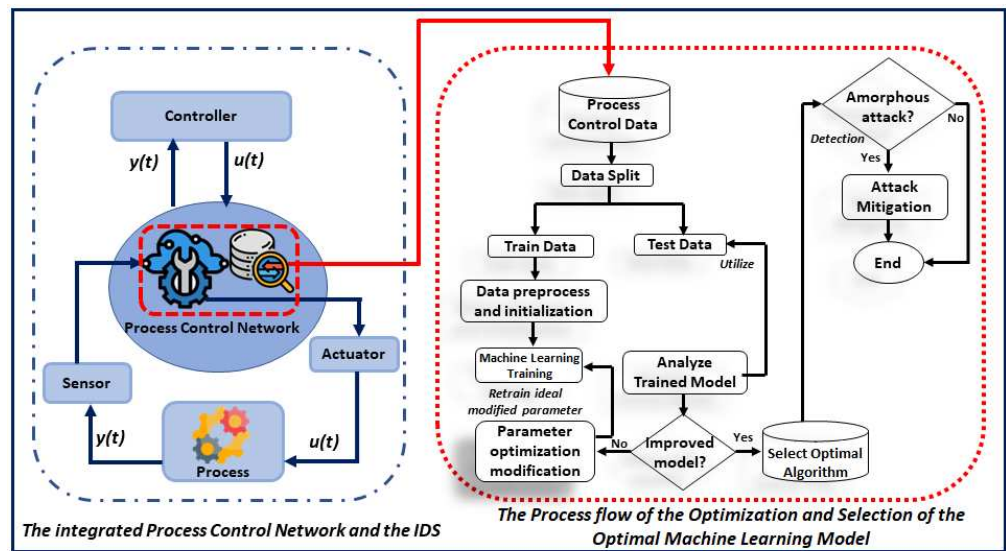 Controller
y(t)
u(t)
Process Control Network
Sensor
Actuator
y(t)
u(t)
Process
The integrated Process Control Network and the IDS
Process
Control Data
Data Split
Train Data
Test Data
Utilize
Data preprocess
and initialization
Machine Learning
Training
Retrain ideal
modified parameter
Analyze
Trained Model
Parameter
optimization
modification
No
Improved
model?
Yes
Select Optimal
Algorithm
Amorphous
attack?
No
Detection
Yes
Attack
Mitigation
End
The Process flow of the Optimization and Selection of the
Optimal Machine Learning Model